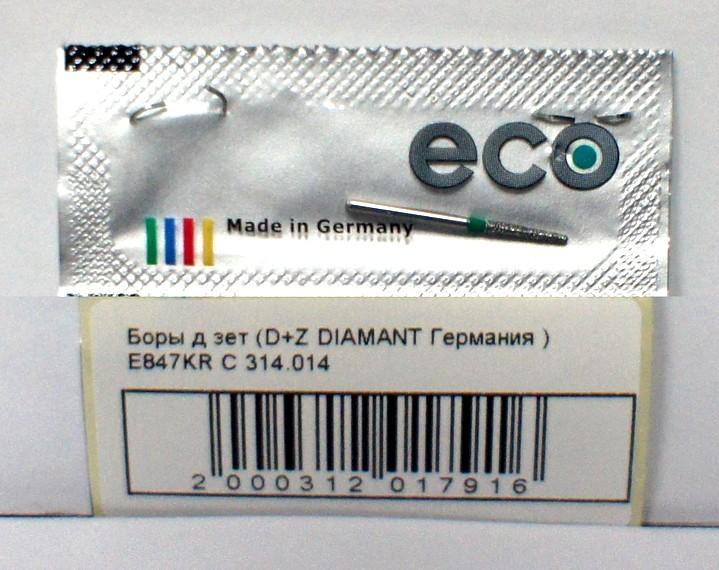 eco
Made in Germany
Боры д зет (D+Z DIAMANT Германия )
E847KR C 314.014
2 000312 017916